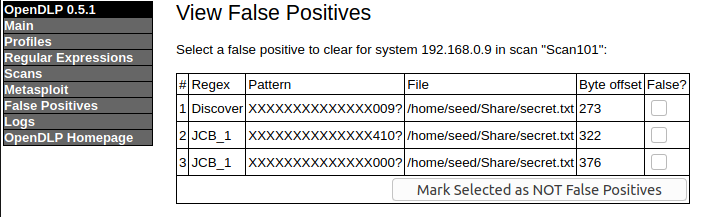 OpenDLP 0.5.1
Main
Profiles
Regular Expressions
Scans
Metasploit
False Positives
Logs
OpenDLP Homepage
View False Positives
Select a false positive to clear for system 192.168.0.9 in scan "Scan101":
# Regex Pattern File Byte offset False?
1 Discover XXXXXXXXXXXXXX009? /home/seed/Share/secret.txt 273
2 JCB_1 XXXXXXXXXXXXXX410? /home/seed/Share/secret.txt 322
3 JCB_1 XXXXXXXXXXXXXX000? /home/seed/Share/secret.txt 376
Mark Selected as NOT False Positives